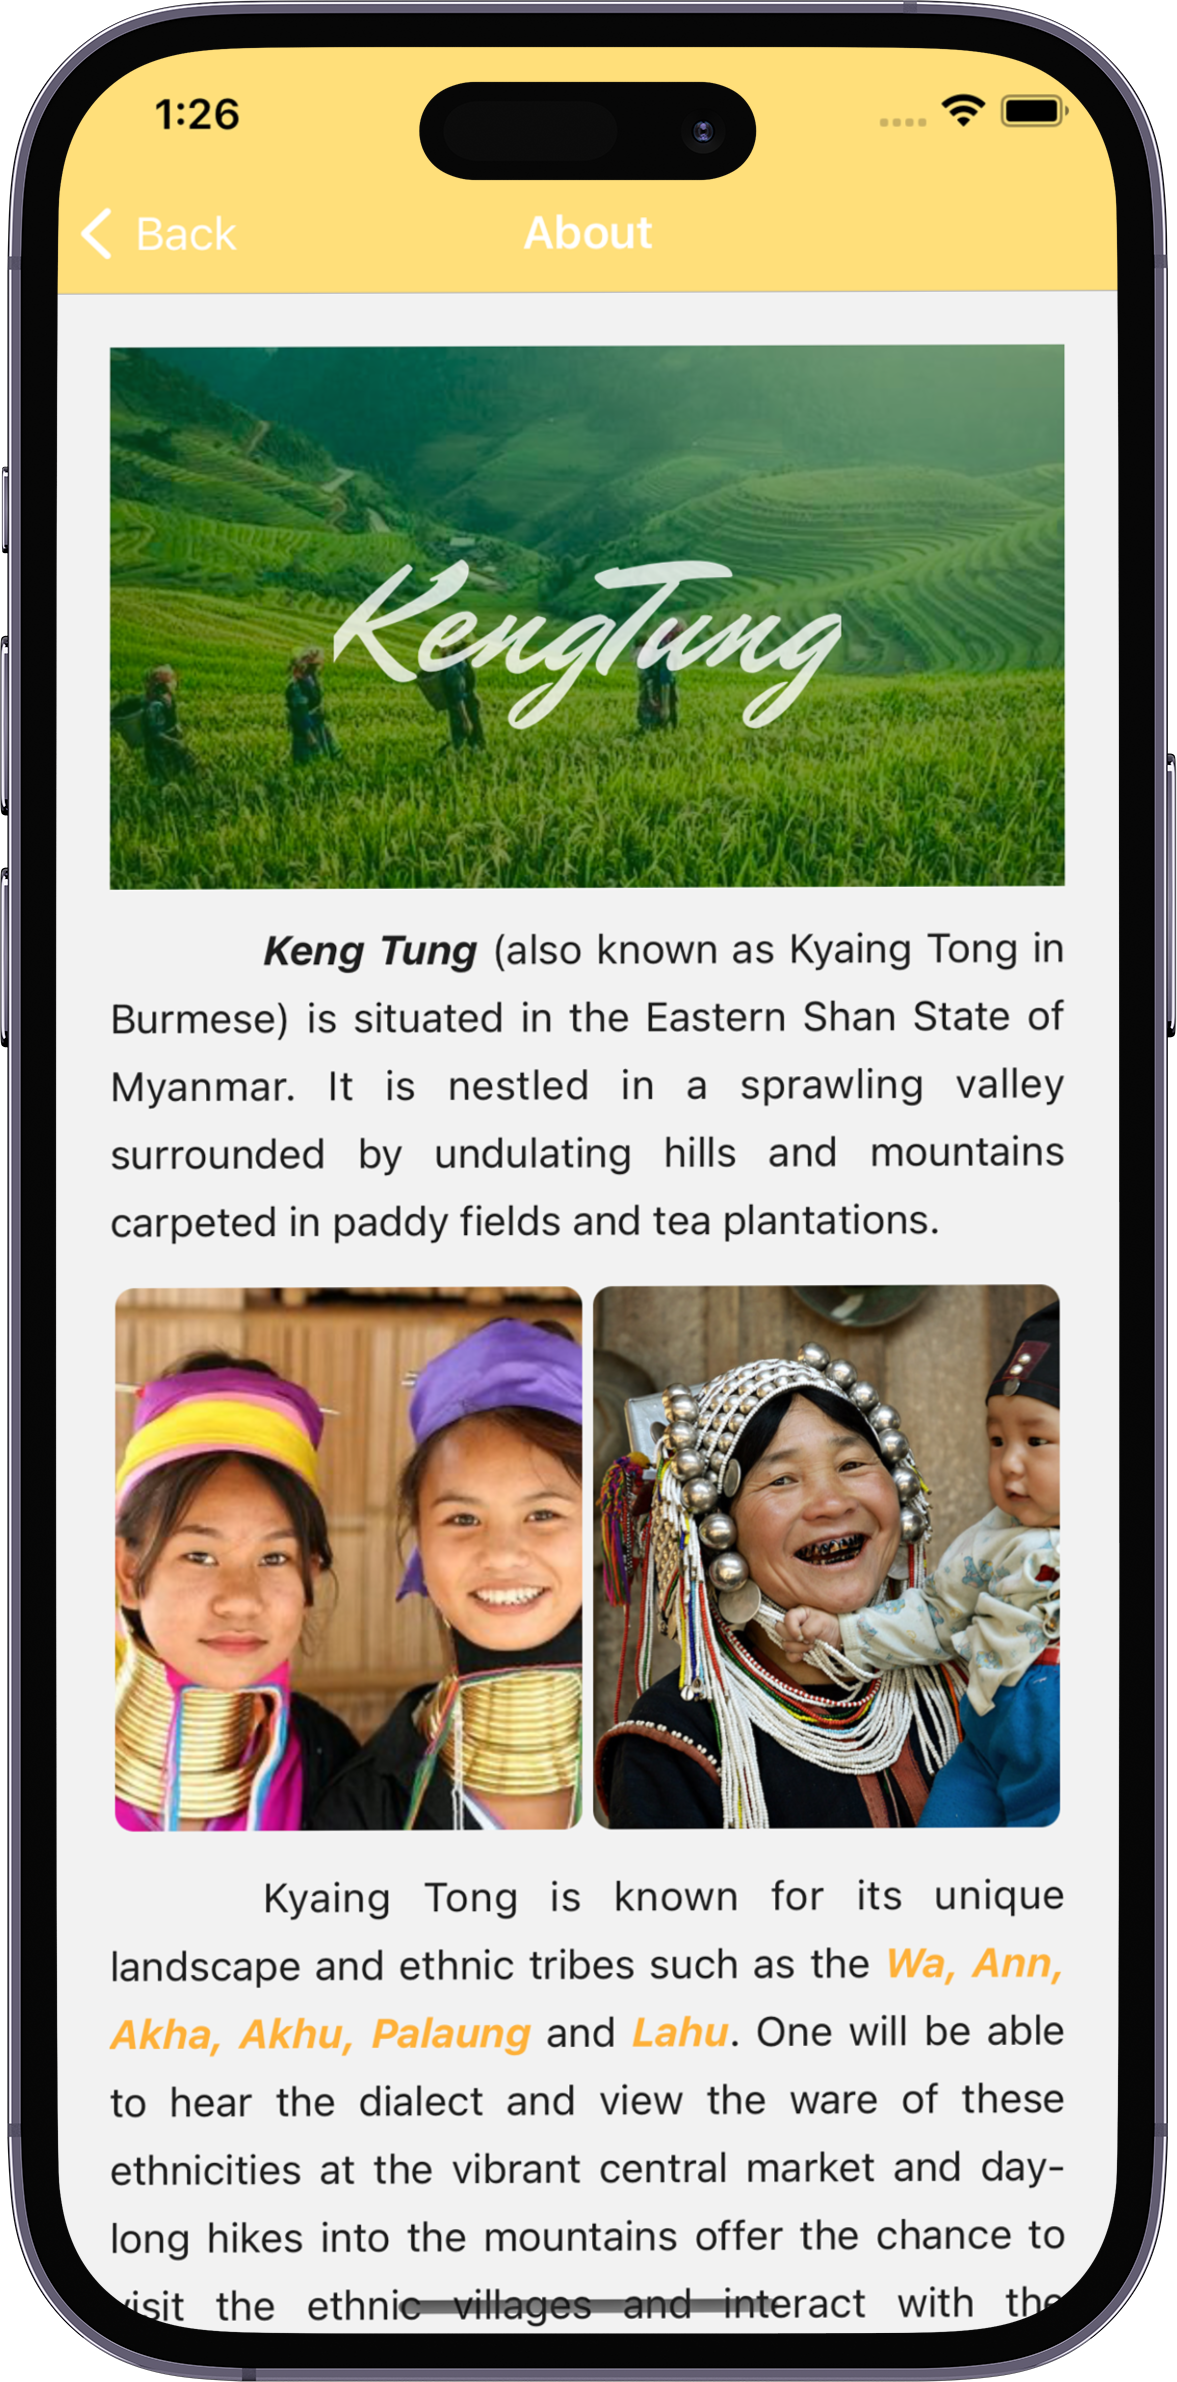 1:26
Back
About
KengTung
Keng Tung (also known as Kyaing Tong in
Burmese) is situated in the Eastern Shan State of
Myanmar. It is nestled in a sprawling valley
surrounded by undulating hills and mountains
carpeted in paddy fields and tea plantations.
Kyaing Tong is known for its unique
landscape and ethnic tribes such as the Wa, Ann,
Akha, Akhu, Palaung and Lahu. One will be able
to hear the dialect and view the ware of these
ethnicities at the vibrant central market and day-
long hikes into the mountains offer the chance to
visit the ethnic villages and interact with the